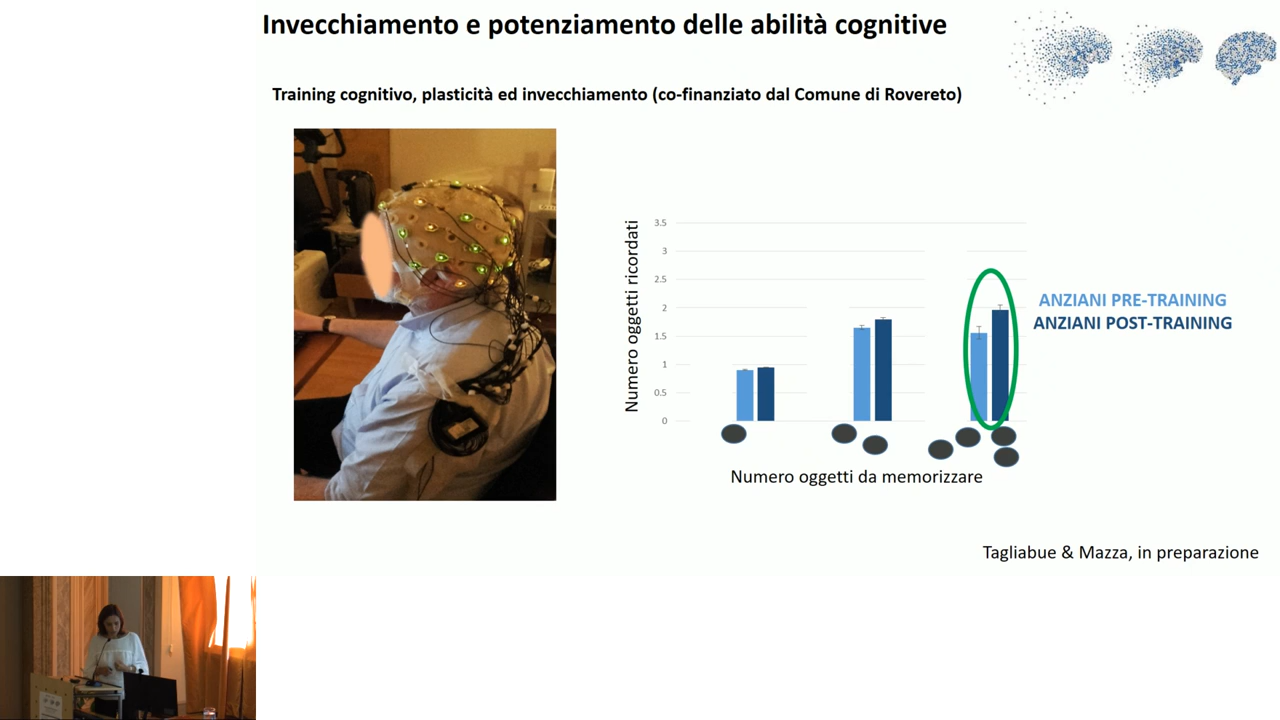 Invecchiamento e potenziamento delle abilità cognitive
Training cognitivo, plasticità ed invecchiamento (co-finanziato dal Comune di Rovereto)
Numero oggetti ricordati
3.5
3
2.5
2
1.5
1
0.5
0
ANZIANI PRE-TRAINING
ANZIANI POST-TRAINING
Numero oggetti da memorizzare
Tagliabue & Mazza, in preparazione